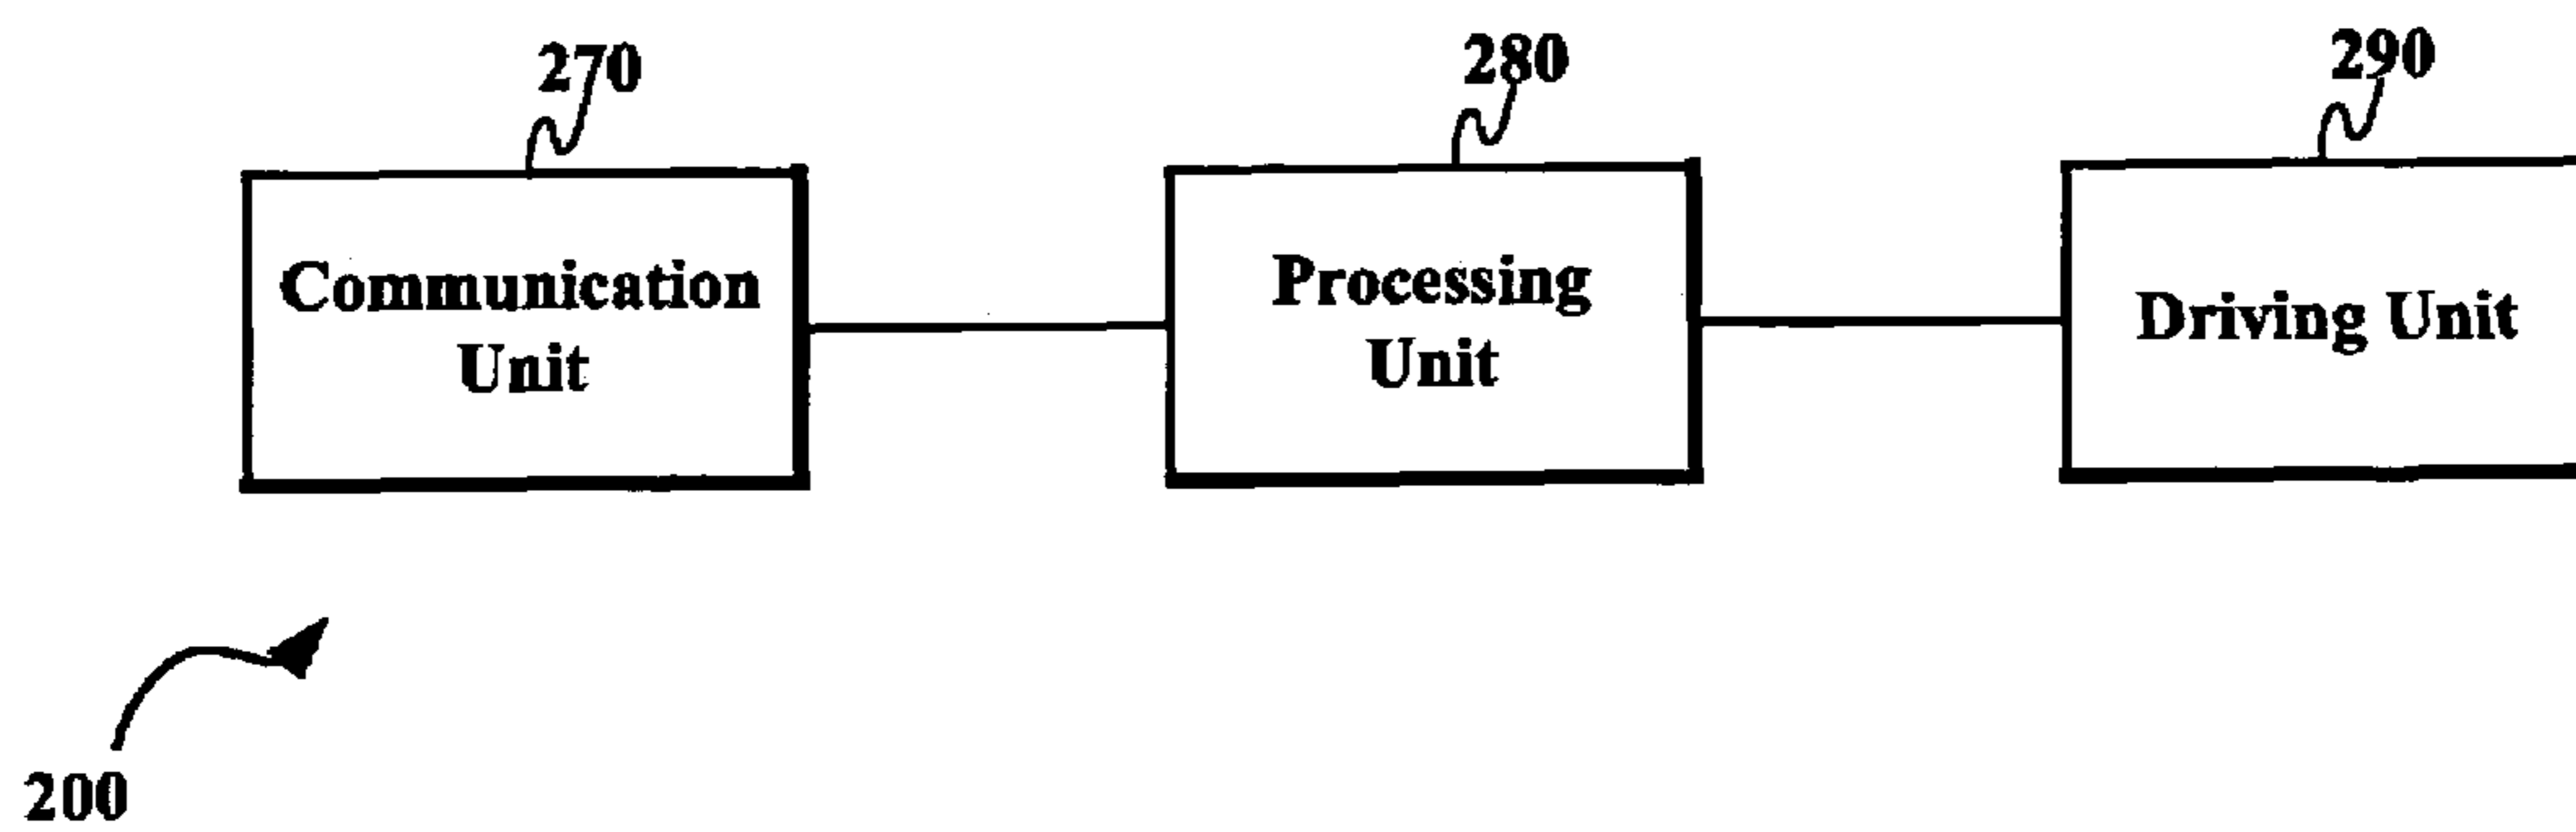 270
280
290
Communication
Unit
Processing
Unit
Driving Unit
200